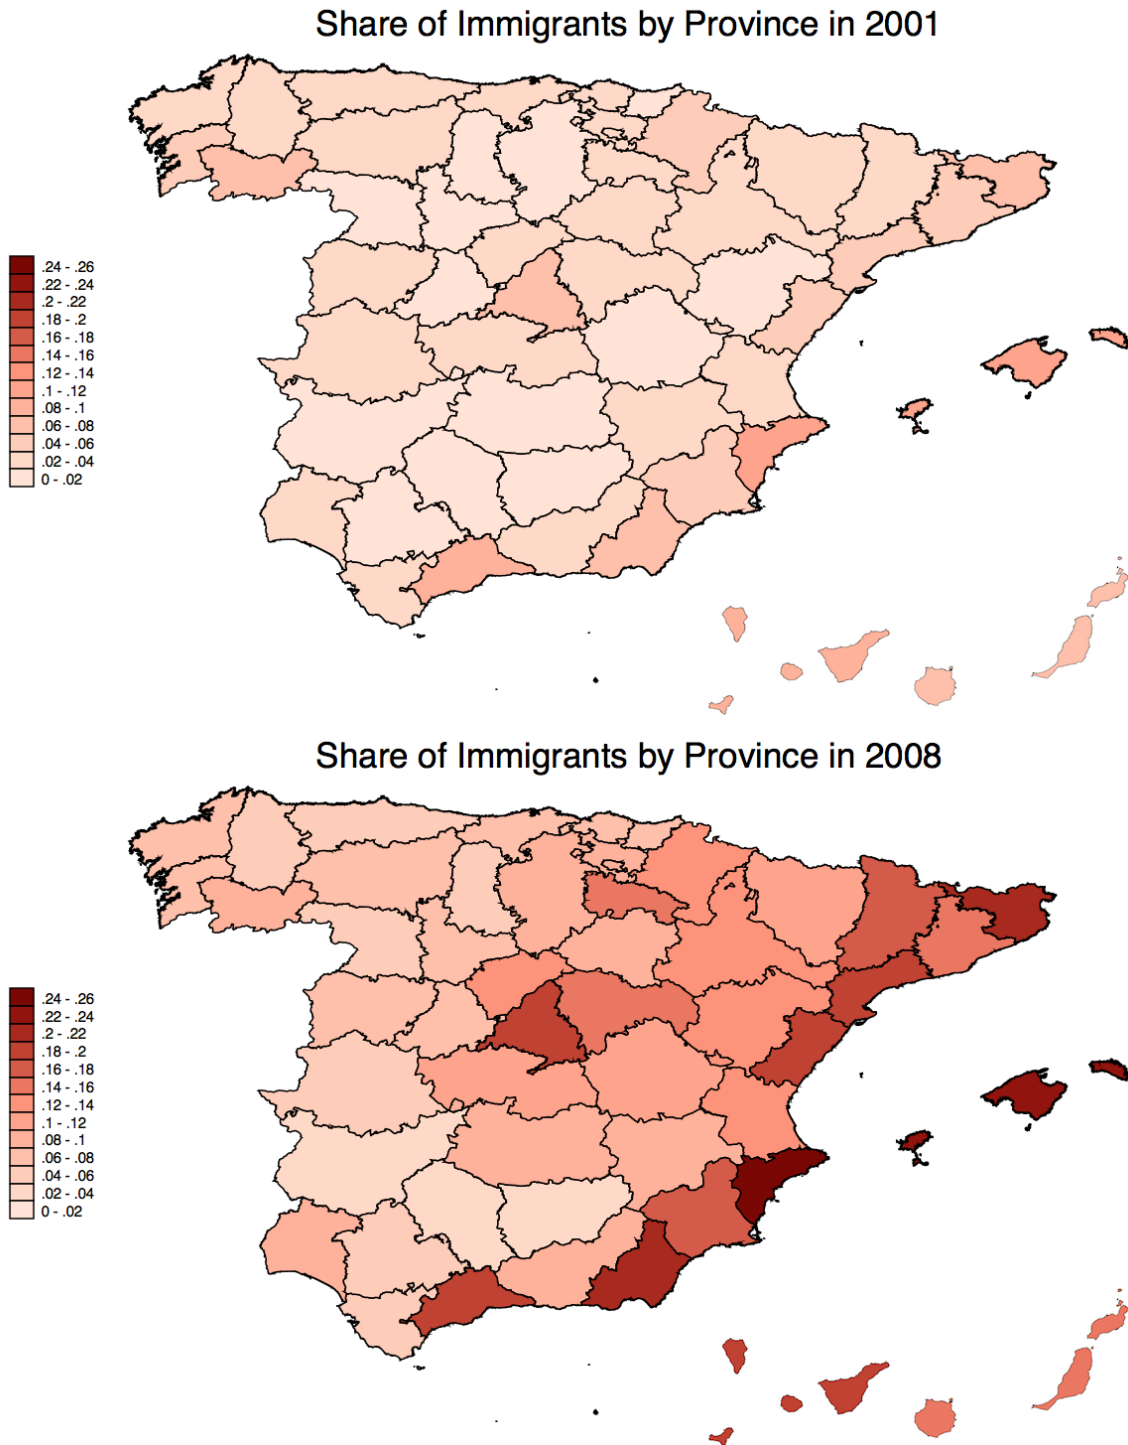 Share of Immigrants by Province in 2001
.24 - .26
.22 - .24
.2 - .22
.18 - .2
.16 - .18
.14 - .16
.12 - .14
.1 - .12
.08 - .1
.06 - .08
.04 - .06
.02 - .04
0 - .02
Share of Immigrants by Province in 2008
.24 - .26
.22 - .24
.2 - .22
.18 - .2
.16 - .18
.14 - .16
.12 - .14
.1 - .12
.08 - .1
.06 - .08
.04 - .06
.02 - .04
0 - .02